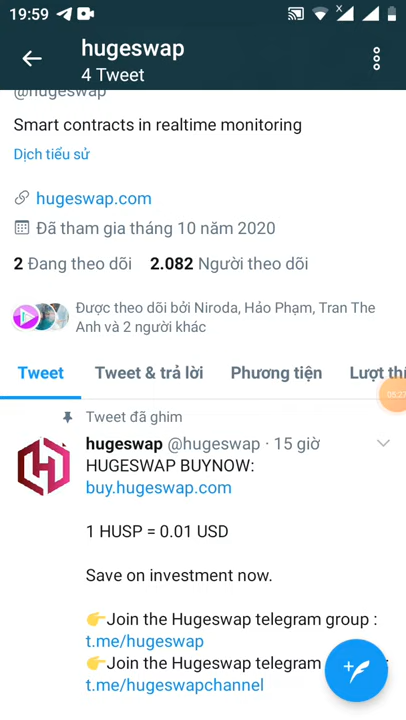 19:59
hugeswap
4 Tweet
@hugeswap
Smart contracts in realtime monitoring
Dịch tiểu sử
hugeswap.com
Đã tham gia tháng 10 năm 2020
2 Đang theo dõi 2.082 Người theo dõi
Được theo dõi bởi Niroda, Hảo Phạm, Tran The
Anh và 2 người khác
Tweet Tweet & trả lời Phương tiện Lượt thí
Tweet đã ghim
hugeswap @hugeswap · 15 giờ
HUGESWAP BUYNOW:
buy.hugeswap.com
1 HUSP = 0.01 USD
Save on investment now.
👉Join the Hugeswap telegram group :
t.me/hugeswap
👉Join the Hugeswap telegram
t.me/hugeswapchannel